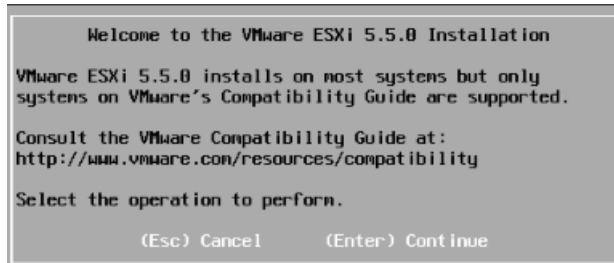 Welcome to the VMware ESXi 5.5.0 Installation
VMware ESXi 5.5.0 installs on most systems but only
systems on VMware's Compatibility Guide are supported.
Consult the VMware Compatibility Guide at:
http://www.vmware.com/resources/compatibility
Select the operation to perform.
(Esc) Cancel (Enter) Continue